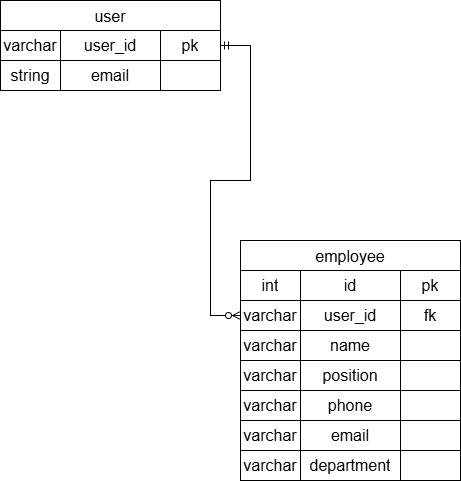 user
varchar user_id pk
string email
employee
int id pk
varchar user_id fk
varchar name
varchar position
varchar phone
varchar email
varchar department